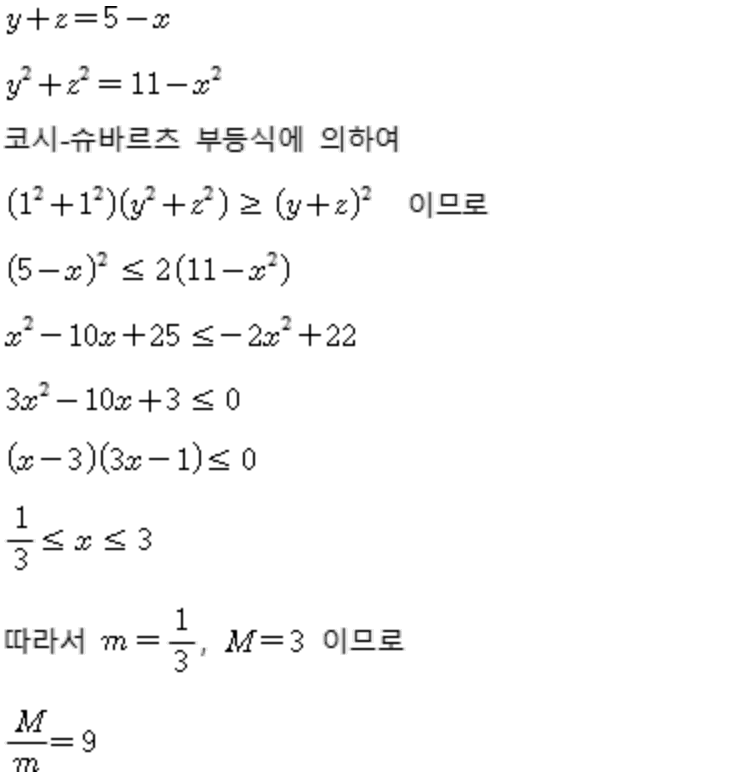 y+z=5−x
y²+z²=11−x²
코시-슈바르츠 부등식에 의하여
(1²+1²)(y²+z²) ≥ (y+z)² 이므로
(5−x)² ≤ 2(11−x²)
x²−10x+25 ≤−2x²+22
3x²−10x+3 ≤ 0
(x−3)(3x−1)≤ 0
1/3 ≤ x ≤ 3
따라서 m=1/3, M=3 이므로
M/m=9